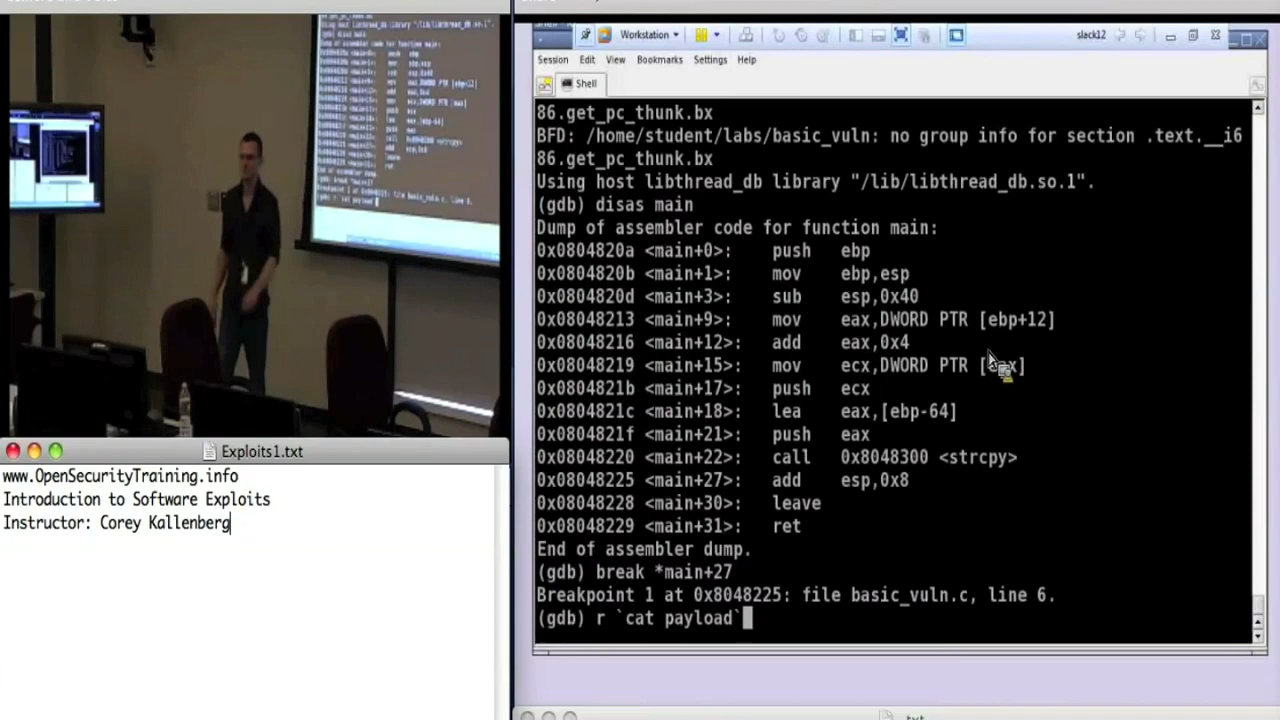 Workstation
slack12
Session Edit View Bookmarks Settings Help
Shell
86.get_pc_thunk.bx
BFD: /home/student/labs/basic_vuln: no group info for section .text.__i6
86.get_pc_thunk.bx
Using host libthread_db library "/lib/libthread_db.so.1".
(gdb) disas main
Dump of assembler code for function main:
0x0804820a <main+0>: push ebp
0x0804820b <main+1>: mov ebp,esp
0x0804820d <main+3>: sub esp,0x40
0x08048213 <main+9>: mov eax,DWORD PTR [ebp+12]
0x08048216 <main+12>: add eax,0x4
0x08048219 <main+15>: mov ecx,DWORD PTR [eax]
0x0804821b <main+17>: push ecx
0x0804821c <main+18>: lea eax,[ebp-64]
0x0804821f <main+21>: push eax
0x08048220 <main+22>: call 0x8048300 <strcpy>
0x08048225 <main+27>: add esp,0x8
0x08048228 <main+30>: leave
0x08048229 <main+31>: ret
End of assembler dump.
(gdb) break *main+27
Breakpoint 1 at 0x8048225: file basic_vuln.c, line 6.
(gdb) r `cat payload`
Exploits1.txt
www.OpenSecurityTraining.info
Introduction to Software Exploits
Instructor: Corey Kallenberg